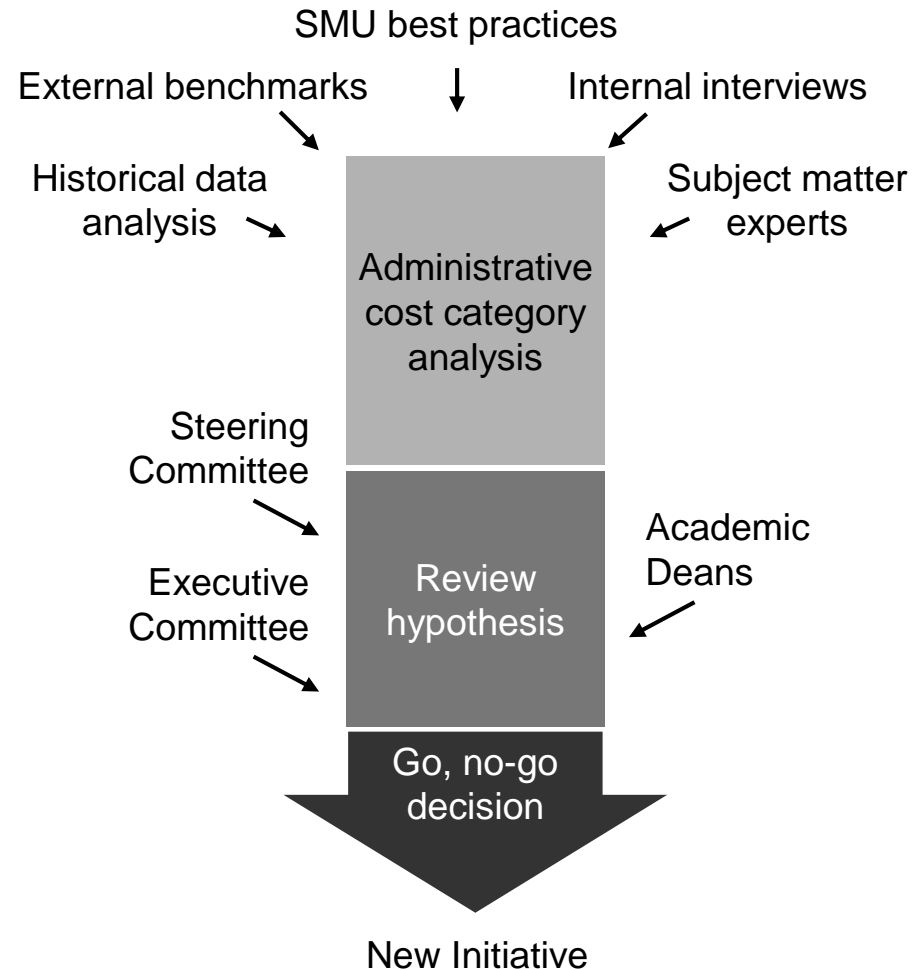 SMU best practices
External benchmarks
Internal interviews
Historical data
analysis
Subject matter
experts
Administrative
cost category
analysis
Steering
Committee
Executive
Committee
Review
hypothesis
Academic
Deans
Go, no-go
decision
New Initiative